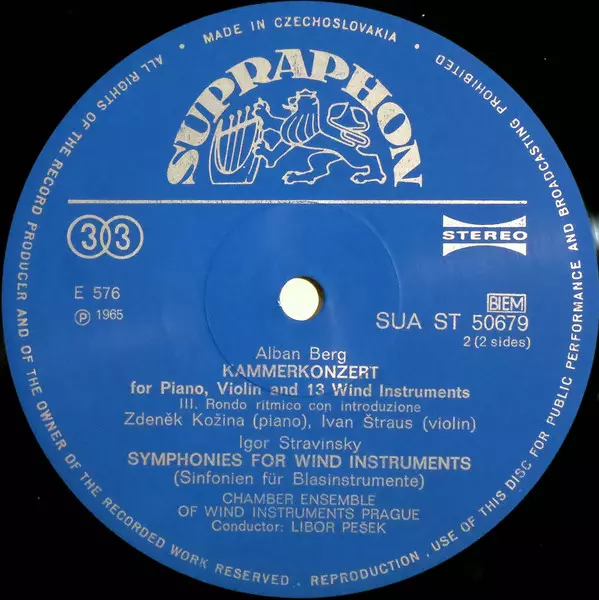 MADE IN CZECHOSLOVAKIA • ALL RIGHTS OF THE RECORD PRODUCER AND OF THE OWNER OF THE RECORDED WORK RESERVED . REPRODUCTION , USE OF THIS DISC FOR PUBLIC PERFORMANCE AND BROADCASTING PROHIBITED •
SUPRAPHON
33
STEREO
E 576
℗ 1965
BIEM
SUA ST 50679
2 (2 sides)
Alban Berg
KAMMERKONZERT
for Piano, Violin and 13 Wind Instruments
III. Rondo ritmico con introduzione
Zdeněk Kožina (piano), Ivan Štraus (violin)
Igor Stravinsky
SYMPHONIES FOR WIND INSTRUMENTS
(Sinfonien für Blasinstrumente)
CHAMBER ENSEMBLE
OF WIND INSTRUMENTS PRAGUE
Conductor: LIBOR PEŠEK